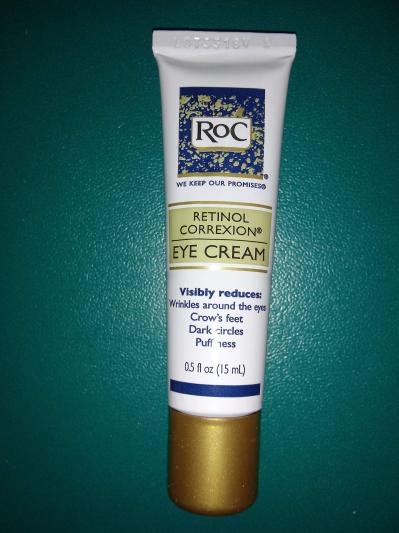 RoC
®
WE KEEP OUR PROMISES®
RETINOL
CORREXION®
EYE CREAM
Visibly reduces:
Wrinkles around the eyes
Crow's feet
Dark circles
Puffiness
0.5 fl oz (15 mL)